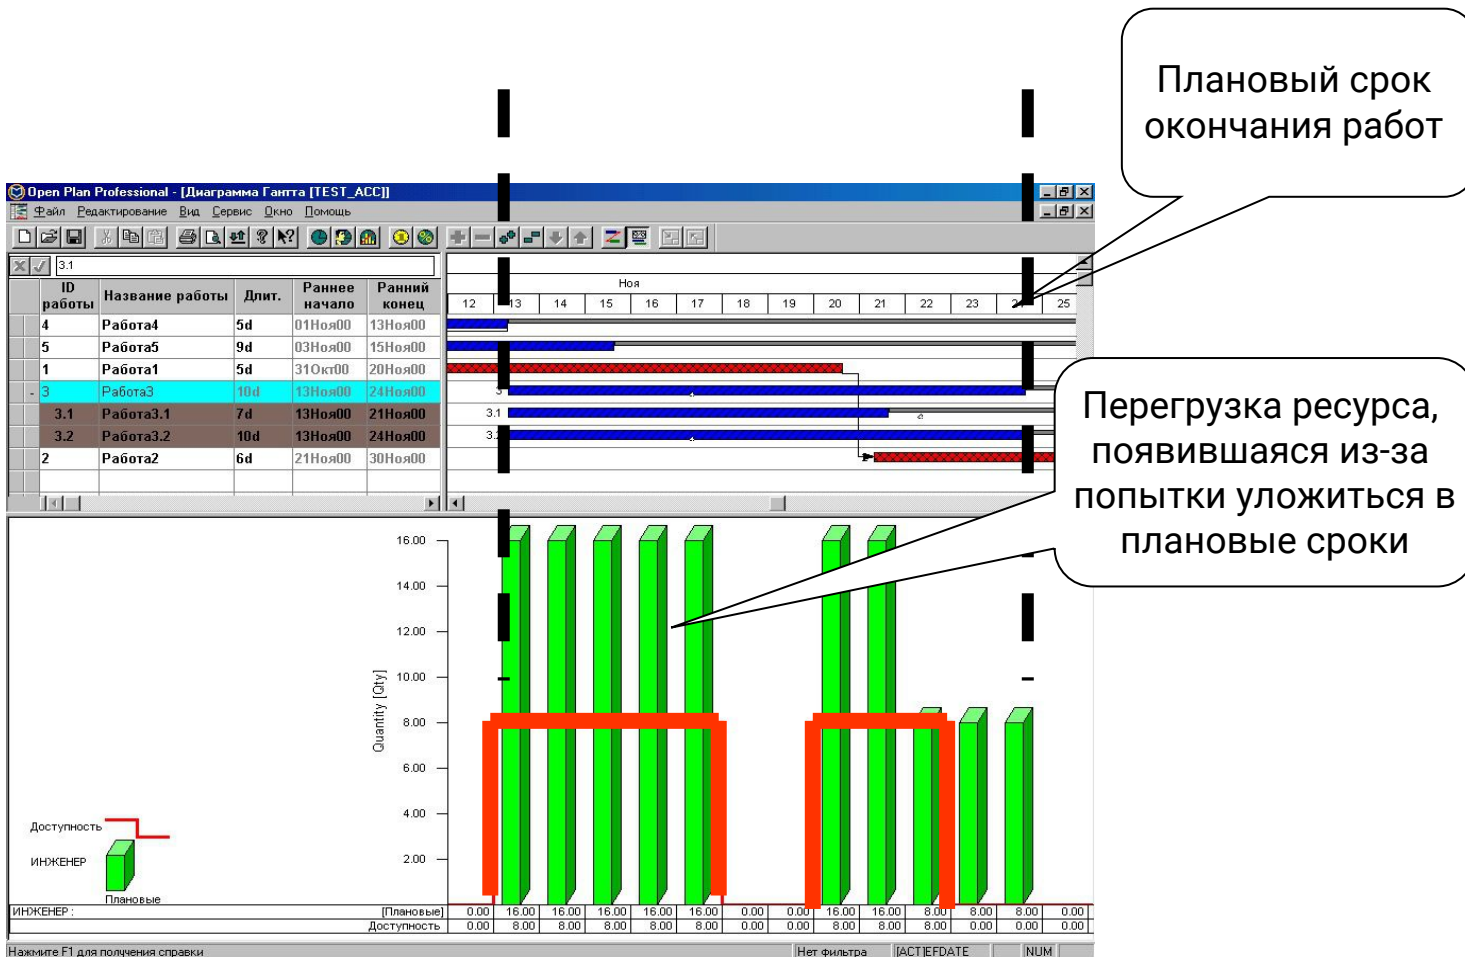 Плановый срок
окончания работ
Open Plan Professional - [Диаграмма Гантта [TEST_ACC]]
Файл Редактирование Вид Сервис Окно Помощь
3.1
ID работы Название работы Длит. Раннее начало Ранний конец
Ноя
12 13 14 15 16 17 18 19 20 21 22 23 24 25
4 Работа4 5d 01Ноя00 13Ноя00
5 Работа5 9d 03Ноя00 15Ноя00
1 Работа1 5d 31Окт00 20Ноя00
- 3 Работа3 10d 13Ноя00 24Ноя00 3
3.1 Работа3.1 7d 13Ноя00 21Ноя00 3.1
3.2 Работа3.2 10d 13Ноя00 24Ноя00
2 Работа2 6d 21Ноя00 30Ноя00
Перегрузка ресурса,
появившаяся из-за
попытки уложиться в
плановые сроки
16.00
14.00
12.00
10.00
8.00
6.00
4.00
2.00
Quantity [Qty]
Доступность
ИНЖЕНЕР
Плановые
ИНЖЕНЕР : [Плановые] 0.00 16.00 16.00 16.00 16.00 16.00 0.00 0.00 16.00 16.00 8.00 8.00 8.00 0.00
Доступность 0.00 8.00 8.00 8.00 8.00 8.00 0.00 0.00 8.00 8.00 8.00 0.00 0.00 0.00
Нажмите F1 для получения справки Нет фильтра [ACT]EFDATE NUM